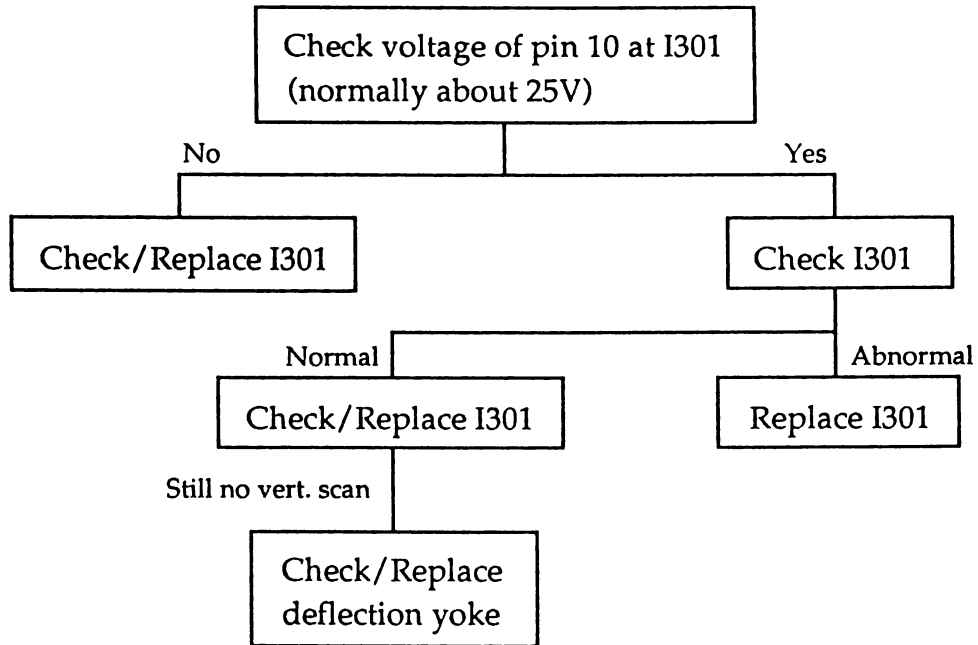 Check voltage of pin 10 at I301
(normally about 25V)
No
Yes
Check/Replace I301
Check I301
Normal
Abnormal
Check/Replace I301
Replace I301
Still no vert. scan
Check/Replace
deflection yoke